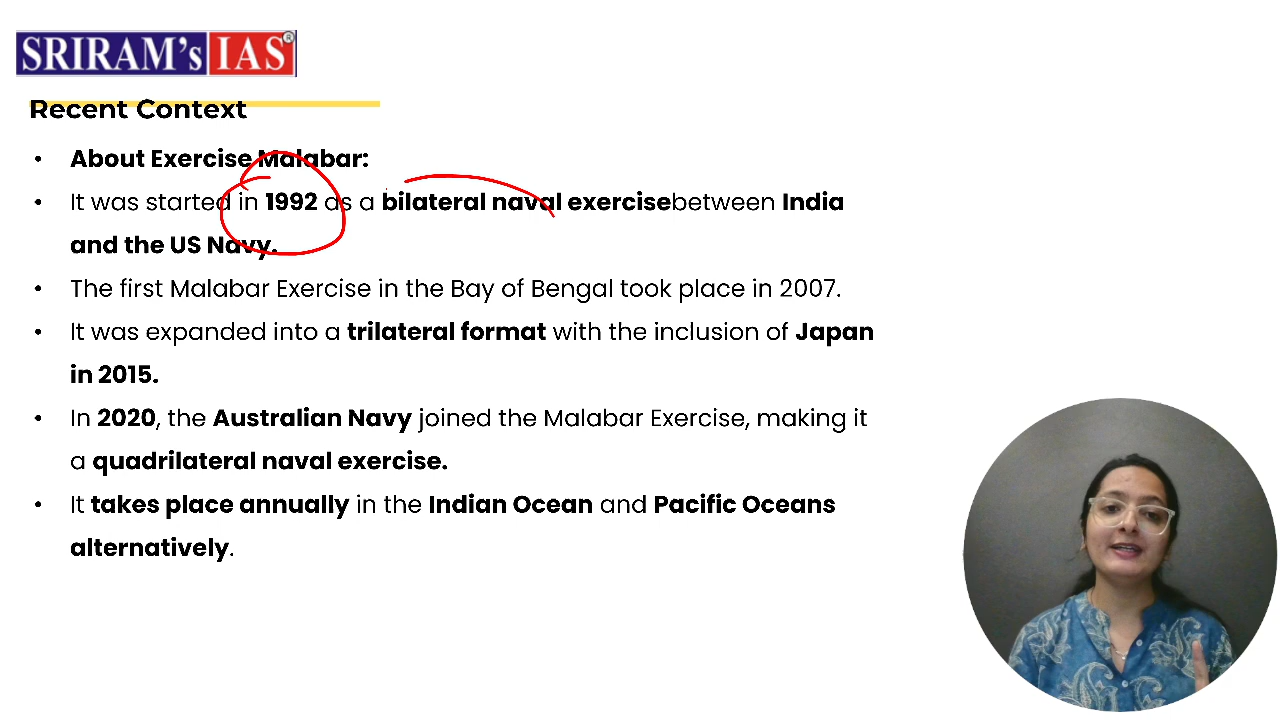 SRIRAM's IAS®
Recent Context
• About Exercise Malabar:
• It was started in 1992 as a bilateral naval exercisebetween India
and the US Navy.
• The first Malabar Exercise in the Bay of Bengal took place in 2007.
• It was expanded into a trilateral format with the inclusion of Japan
in 2015.
• In 2020, the Australian Navy joined the Malabar Exercise, making it
a quadrilateral naval exercise.
• It takes place annually in the Indian Ocean and Pacific Oceans
alternatively.